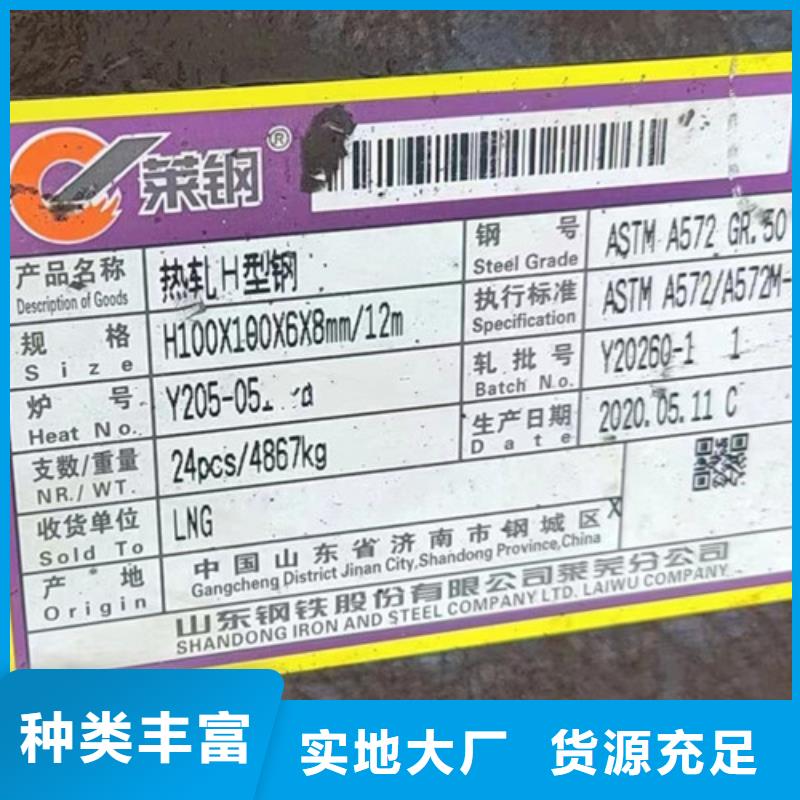 莱钢®
产品名称 热轧H型钢 钢 号 ASTM A572 GR.50
Description of Goods Steel Grade
规 格 H100X100X6X8mm/12m 执行标准 ASTM A572/A572M-
Size Specification
炉 号 Y205-05 轧批号 Y20260-1 1
Heat No. Batch No.
支数/重量 24pcs/4867kg 生产日期 2020.05.11 C
NR./ WT. Date
收货单位 LNG
Sold To
产 地 中国山东省济南市钢城区 X
Origin Gangcheng District Jinan City,Shandong Province,China
山东钢铁股份有限公司莱芜分公司
SHANDONG IRON AND STEEL COMPANY LTD. LAIWU COMPANY
种类丰富 实地大厂 货源充足